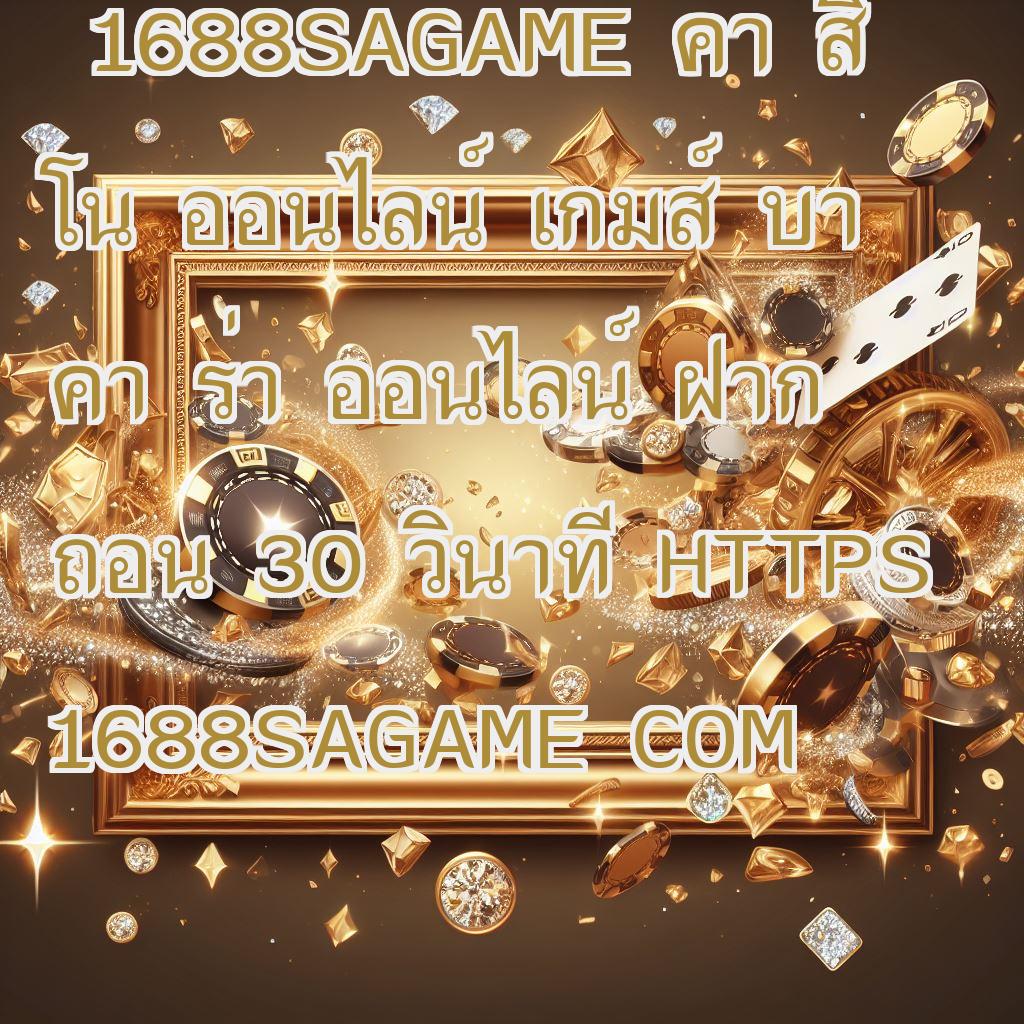 1688SAGAME คา สิ
โน ออนไลน์ เกมส์ บา
คา ร่า ออนไลน์ ฝาก
ถอน 30 วินาที HTTPS
1688SAGAME COM